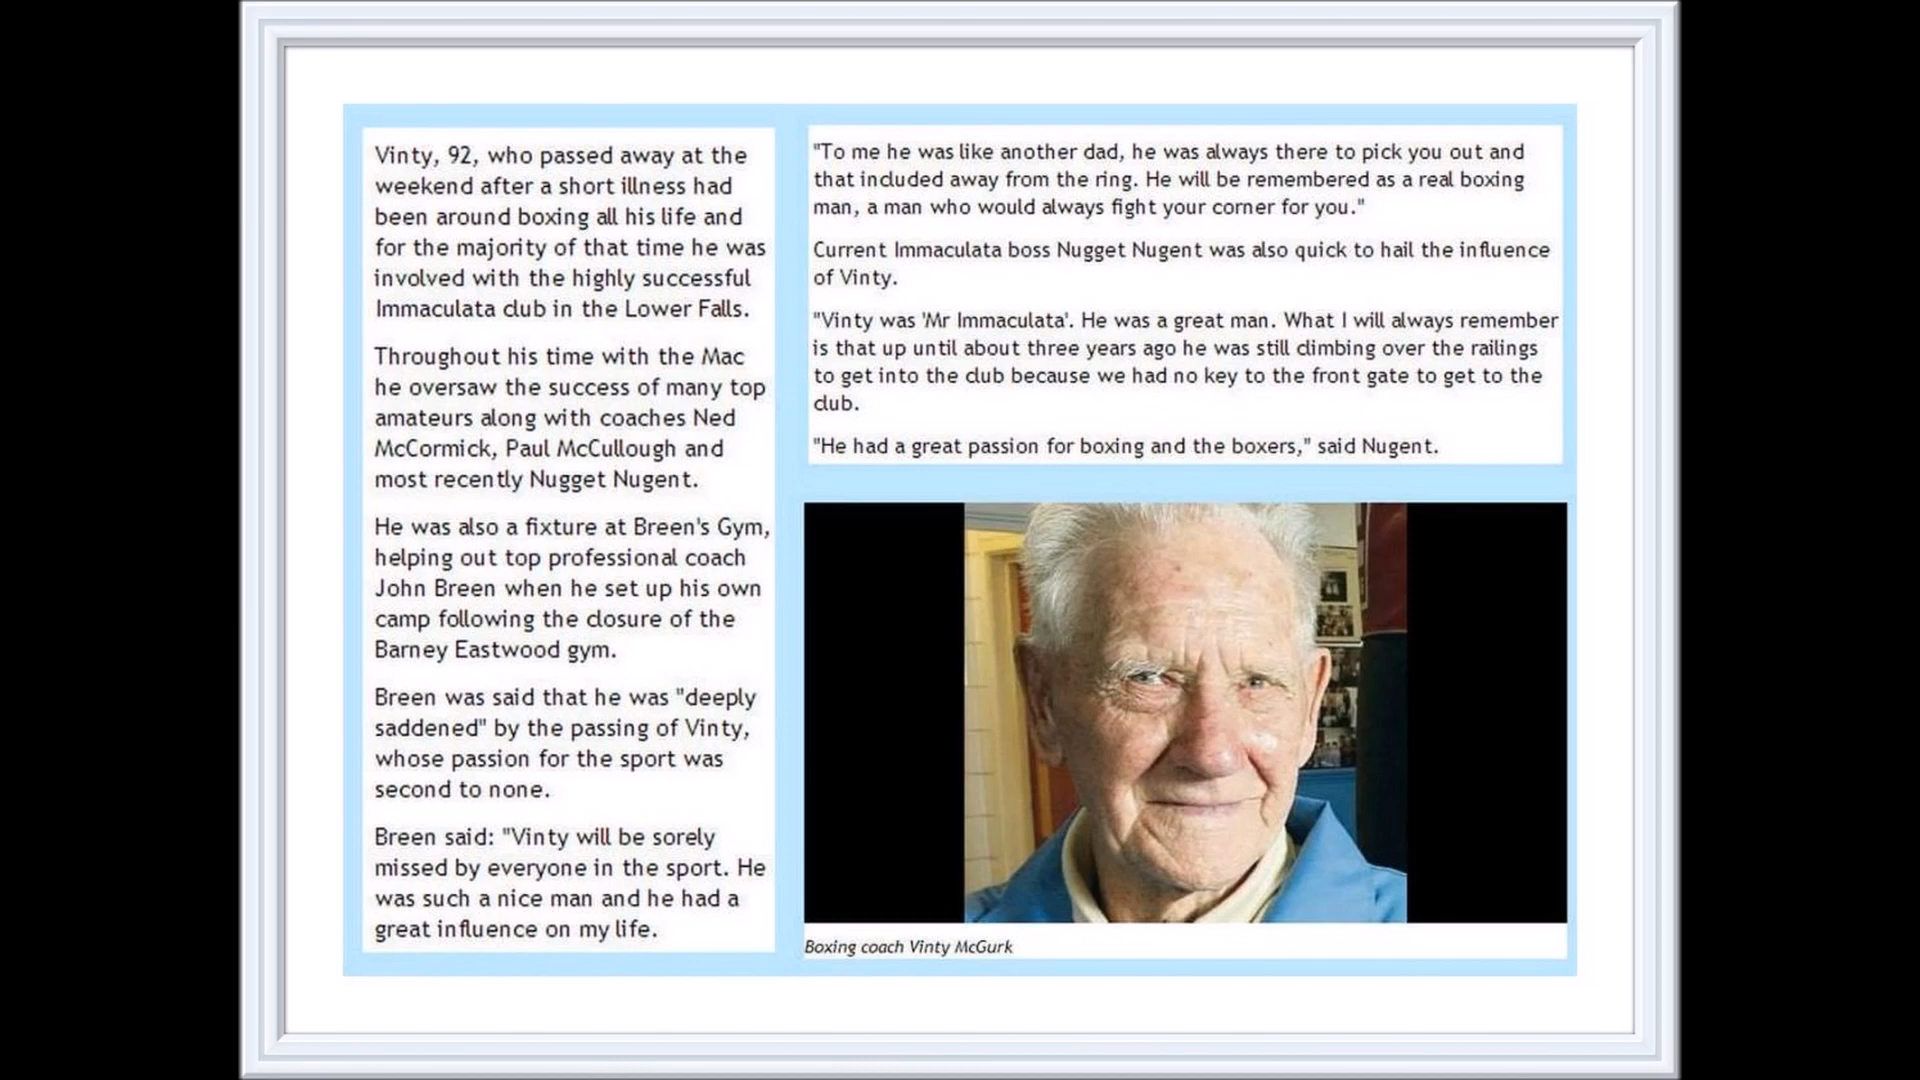 Vinty, 92, who passed away at the
weekend after a short illness had
been around boxing all his life and
for the majority of that time he was
involved with the highly successful
Immaculata club in the Lower Falls.
Throughout his time with the Mac
he oversaw the success of many top
amateurs along with coaches Ned
McCormick, Paul McCullough and
most recently Nugget Nugent.
He was also a fixture at Breen's Gym,
helping out top professional coach
John Breen when he set up his own
camp following the closure of the
Barney Eastwood gym.
Breen was said that he was "deeply
saddened" by the passing of Vinty,
whose passion for the sport was
second to none.
Breen said: "Vinty will be sorely
missed by everyone in the sport. He
was such a nice man and he had a
great influence on my life.
"To me he was like another dad, he was always there to pick you out and
that included away from the ring. He will be remembered as a real boxing
man, a man who would always fight your corner for you."
Current Immaculata boss Nugget Nugent was also quick to hail the influence
of Vinty.
"Vinty was 'Mr Immaculata'. He was a great man. What I will always remember
is that up until about three years ago he was still climbing over the railings
to get into the club because we had no key to the front gate to get to the
club.
"He had a great passion for boxing and the boxers," said Nugent.
Boxing coach Vinty McGurk